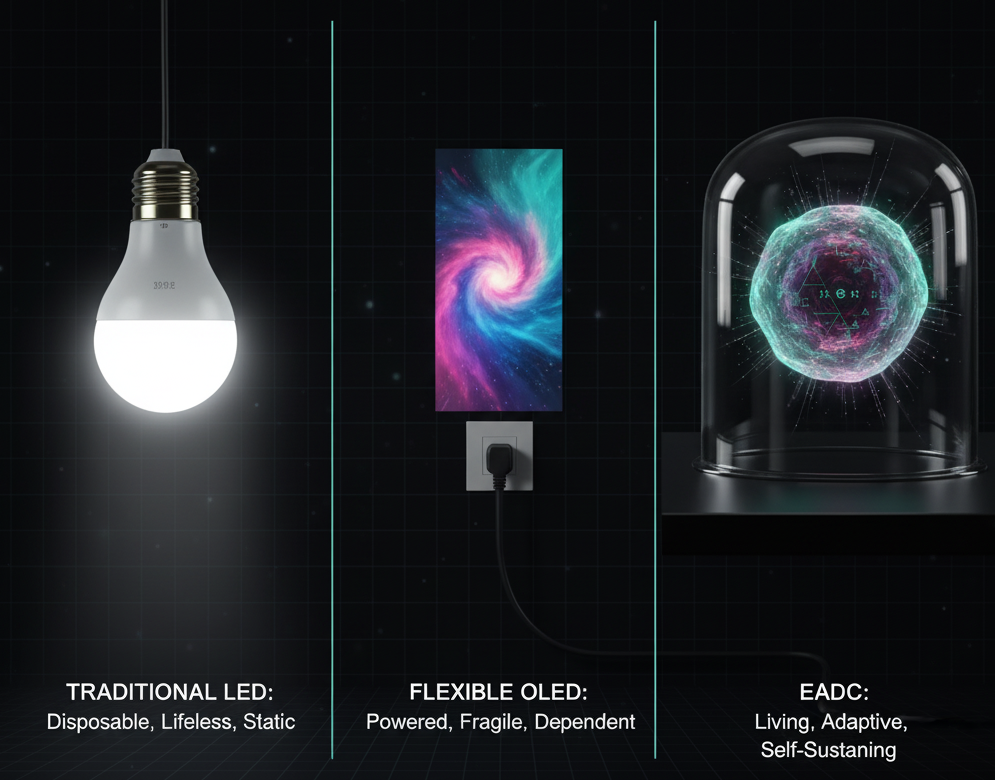 TRADITIONAL LED:
Disposable, Lifeless, Static
FLEXIBLE OLED:
Powered, Fragile, Dependent
EADC:
Living, Adaptive,
Self-Sustaning